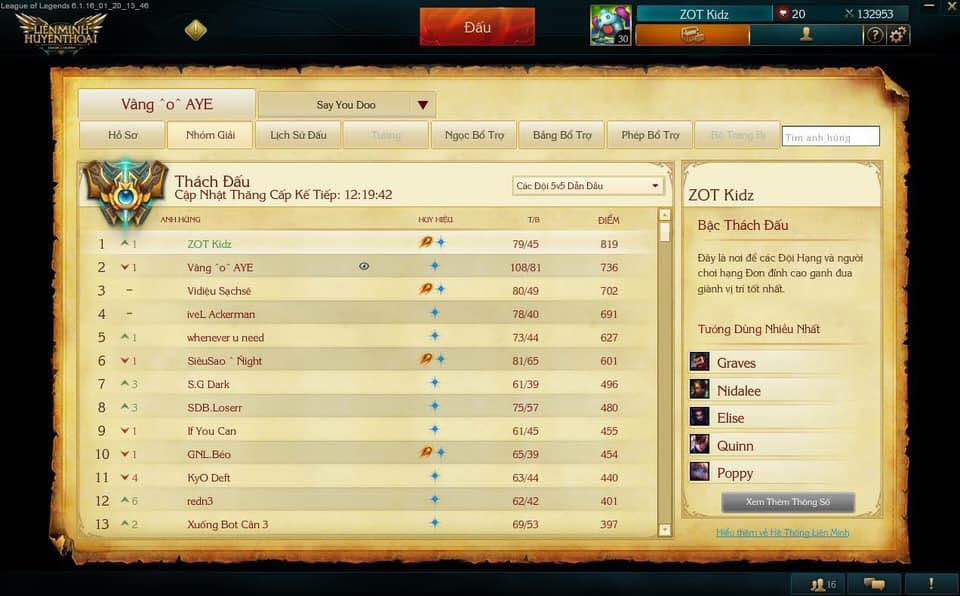 League of Legends 6.1.16_01_20_13_46
LIÊNMINH
HUYỀNTHOẠI
Đấu
30
ZOT Kidz
20
132953
Vâng ˆoˆ AYE
Say You Doo
Hồ Sơ
Nhóm Giải
Lịch Sử Đấu
Tướng
Ngọc Bổ Trợ
Bảng Bổ Trợ
Phép Bổ Trợ
Bộ Trang Bị
Tìm anh hùng
Thách Đấu
Cập Nhật Thăng Cấp Kế Tiếp: 12:19:42
Các Đội 5v5 Dẫn Đầu
ANH HÙNG HUY HIỆU T/B ĐIỂM
1 1 ZOT Kidz 79/45 819
2 1 Vâng ˆoˆ AYE 108/81 736
3 - Vidiệu Sạchsẽ 80/49 702
4 - iveL Ackerman 78/40 691
5 1 whenever u need 73/44 627
6 1 SiêuSao ˆ Ñight 81/65 601
7 3 S.G Dark 61/39 496
8 3 SDB.Loserr 75/57 480
9 1 If You Can 61/45 455
10 1 GNL.Béo 65/39 454
11 4 KyO Deft 63/44 440
12 6 redn3 62/42 401
13 2 Xuống Bot Cân 3 69/53 397
ZOT Kidz
Bậc Thách Đấu
Đây là nơi để các Đội Hạng và người
chơi hạng Đơn đỉnh cao ganh đua
giành vị trí tốt nhất.
Tướng Dùng Nhiều Nhất
Graves
Nidalee
Elise
Quinn
Poppy
Xem Thêm Thông Số
Hiểu thêm về Hệ Thống Liên Minh
16